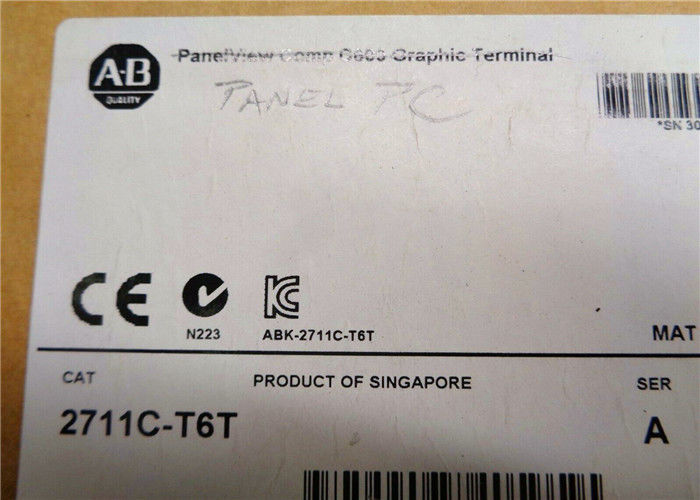 A-B
QUALITY
PanelView Comp C600 Graphic Terminal
PANEL PC
*SN 30
CE
N223
ABK-2711C-T6T
MAT
CAT
PRODUCT OF SINGAPORE
SER
2711C-T6T
A